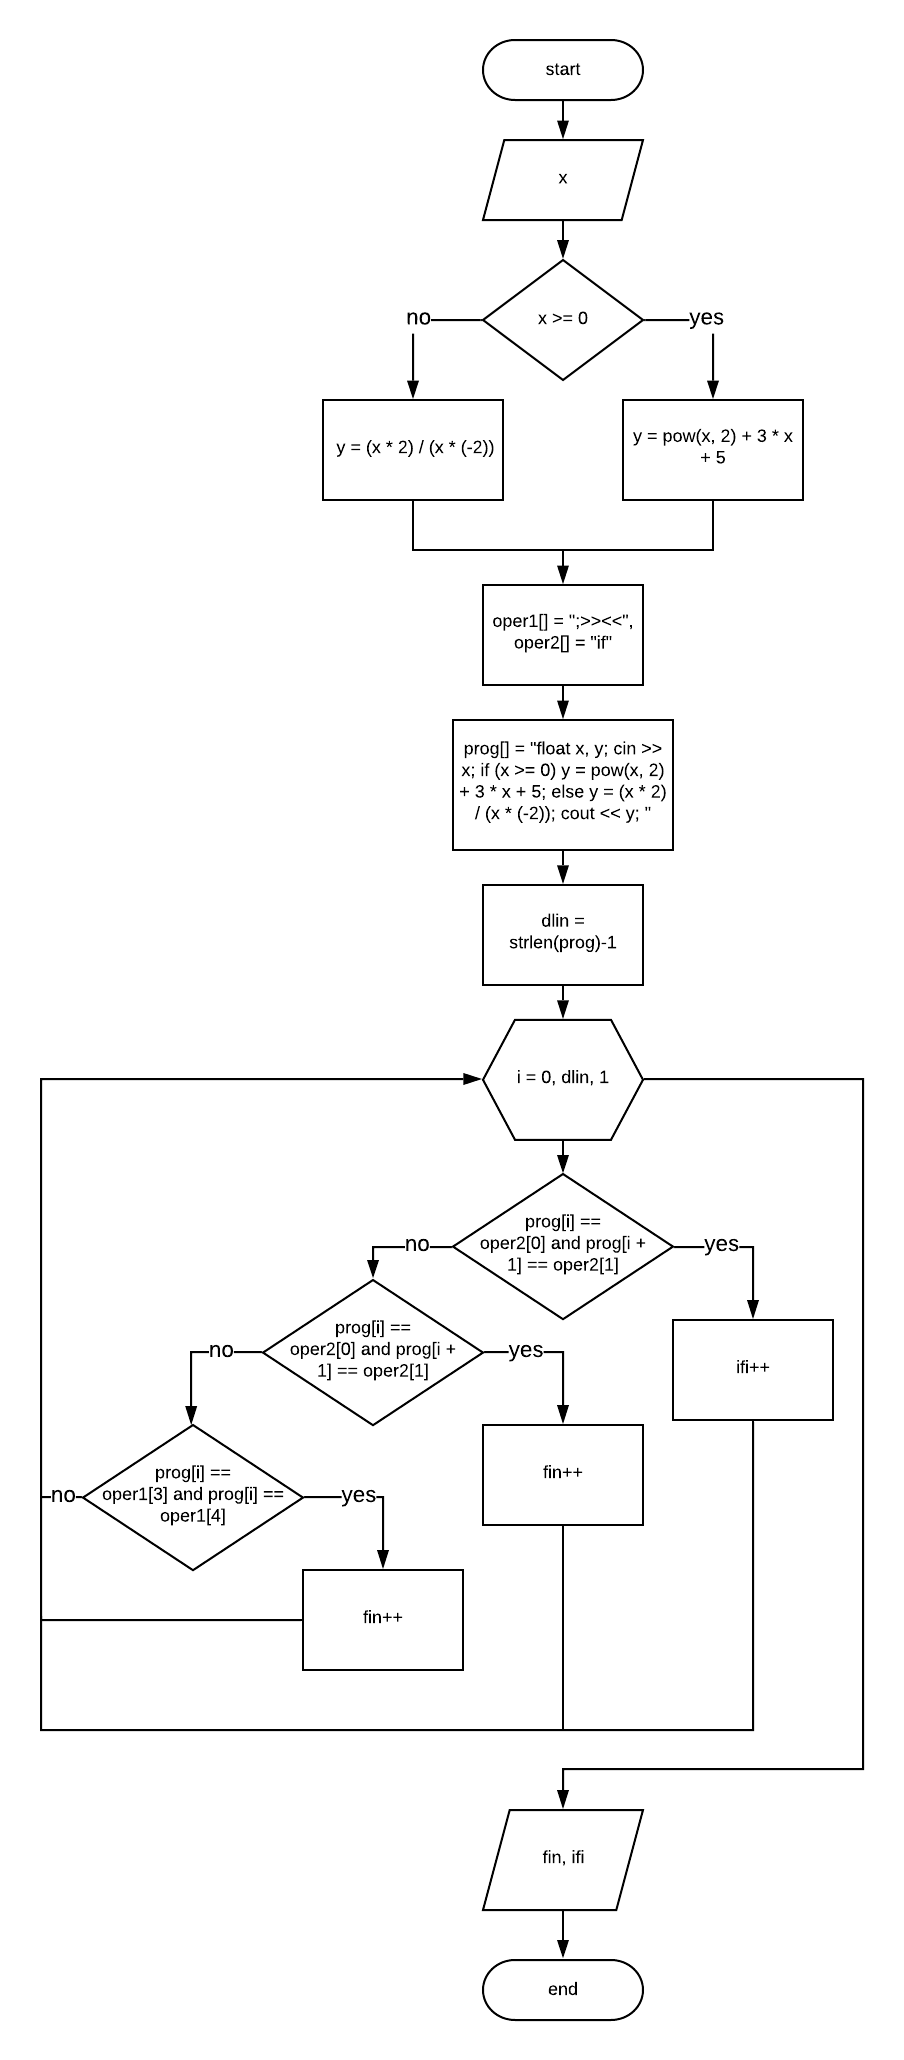 start
x
x >= 0
no
yes
y = (x * 2) / (x * (-2))
y = pow(x, 2) + 3 * x
+ 5
oper1[] = ";>><<",
oper2[] = "if"
prog[] = "float x, y; cin >>
x; if (x >= 0) y = pow(x, 2)
+ 3 * x + 5; else y = (x * 2)
/ (x * (-2)); cout << y; "
dlin =
strlen(prog)-1
i = 0, dlin, 1
prog[i] ==
oper2[0] and prog[i +
1] == oper2[1]
no
yes
prog[i] ==
oper2[0] and prog[i +
1] == oper2[1]
no
yes
ifi++
prog[i] ==
oper1[3] and prog[i] ==
oper1[4]
no
yes
fin++
fin++
fin, ifi
end